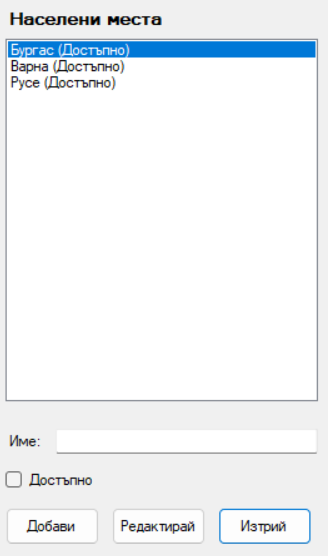 Населени места
Бургас (Достъпно)
Варна (Достъпно)
Русе (Достъпно)
Име:
Достъпно
Добави
Редактирай
Изтрий